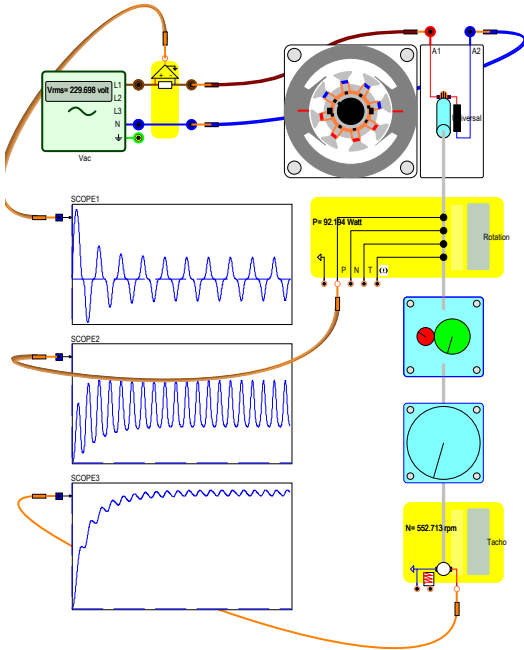 A1
A2
Vrms= 229.698 volt
L1
L2
L3
N
Vac
+ -
Universal
SCOPE1
P= 92.194 Watt
Rotation
P N T ω
SCOPE2
SCOPE3
N= 552.713 rpm
Tacho